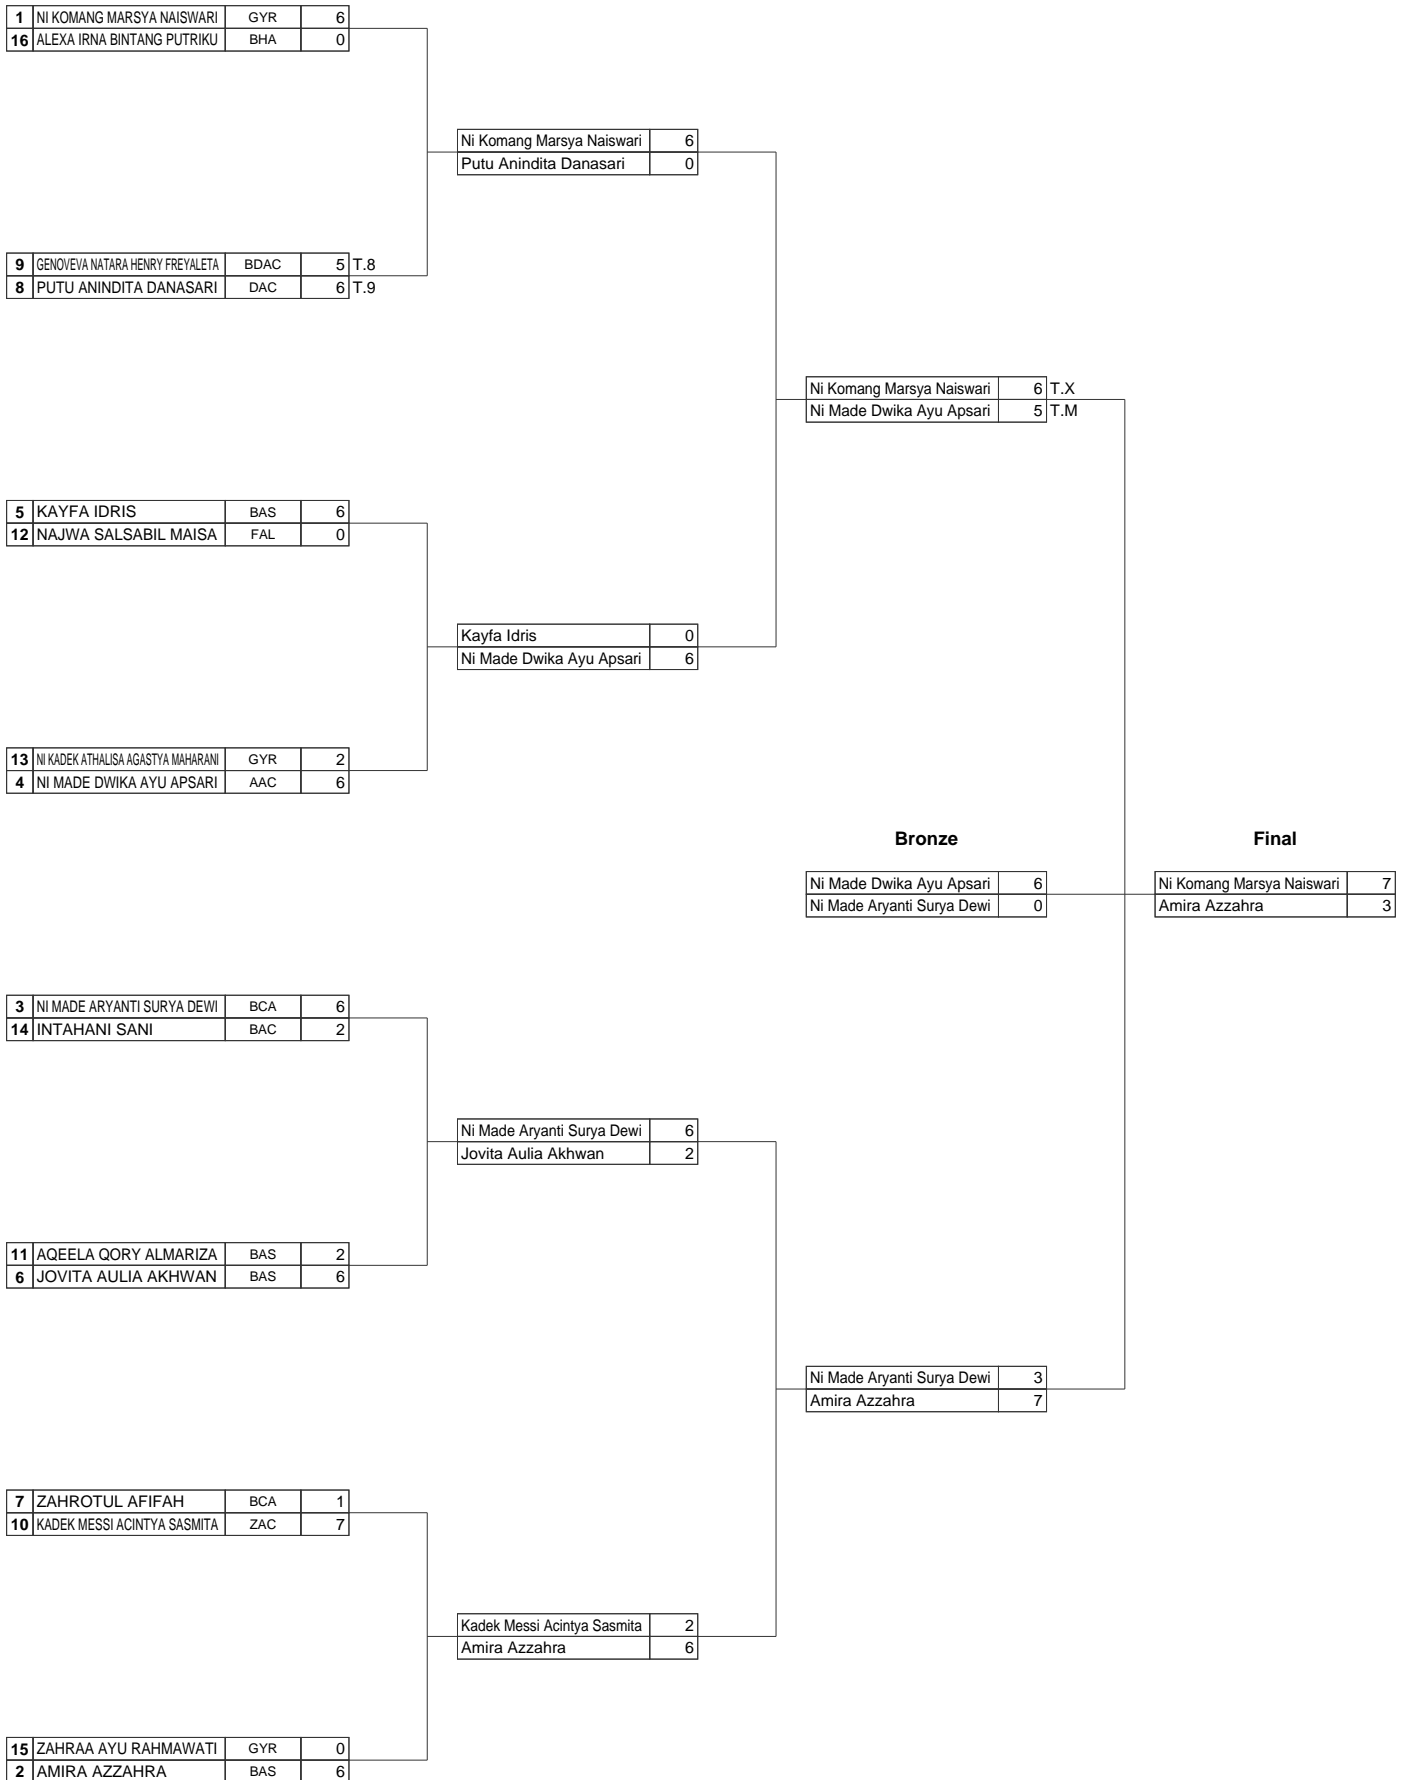 1 NI KOMANG MARSYA NAISWARI GYR 6
16 ALEXA IRNA BINTANG PUTRIKU BHA 0
Ni Komang Marsya Naiswari 6
Putu Anindita Danasari 0
9 GENOVEVA NATARA HENRY FREYALETA BDAC 5 T.8
8 PUTU ANINDITA DANASARI DAC 6 T.9
Ni Komang Marsya Naiswari 6 T.X
Ni Made Dwika Ayu Apsari 5 T.M
5 KAYFA IDRIS BAS 6
12 NAJWA SALSABIL MAISA FAL 0
Kayfa Idris 0
Ni Made Dwika Ayu Apsari 6
13 NI KADEK ATHALISA AGASTYA MAHARANI GYR 2
4 NI MADE DWIKA AYU APSARI AAC 6
Bronze Final
Ni Made Dwika Ayu Apsari 6 Ni Komang Marsya Naiswari 7
Ni Made Aryanti Surya Dewi 0 Amira Azzahra 3
3 NI MADE ARYANTI SURYA DEWI BCA 6
14 INTAHANI SANI BAC 2
Ni Made Aryanti Surya Dewi 6
Jovita Aulia Akhwan 2
11 AQEELA QORY ALMARIZA BAS 2
6 JOVITA AULIA AKHWAN BAS 6
Ni Made Aryanti Surya Dewi 3
Amira Azzahra 7
7 ZAHROTUL AFIFAH BCA 1
10 KADEK MESSI ACINTYA SASMITA ZAC 7
Kadek Messi Acintya Sasmita 2
Amira Azzahra 6
15 ZAHRAA AYU RAHMAWATI GYR 0
2 AMIRA AZZAHRA BAS 6